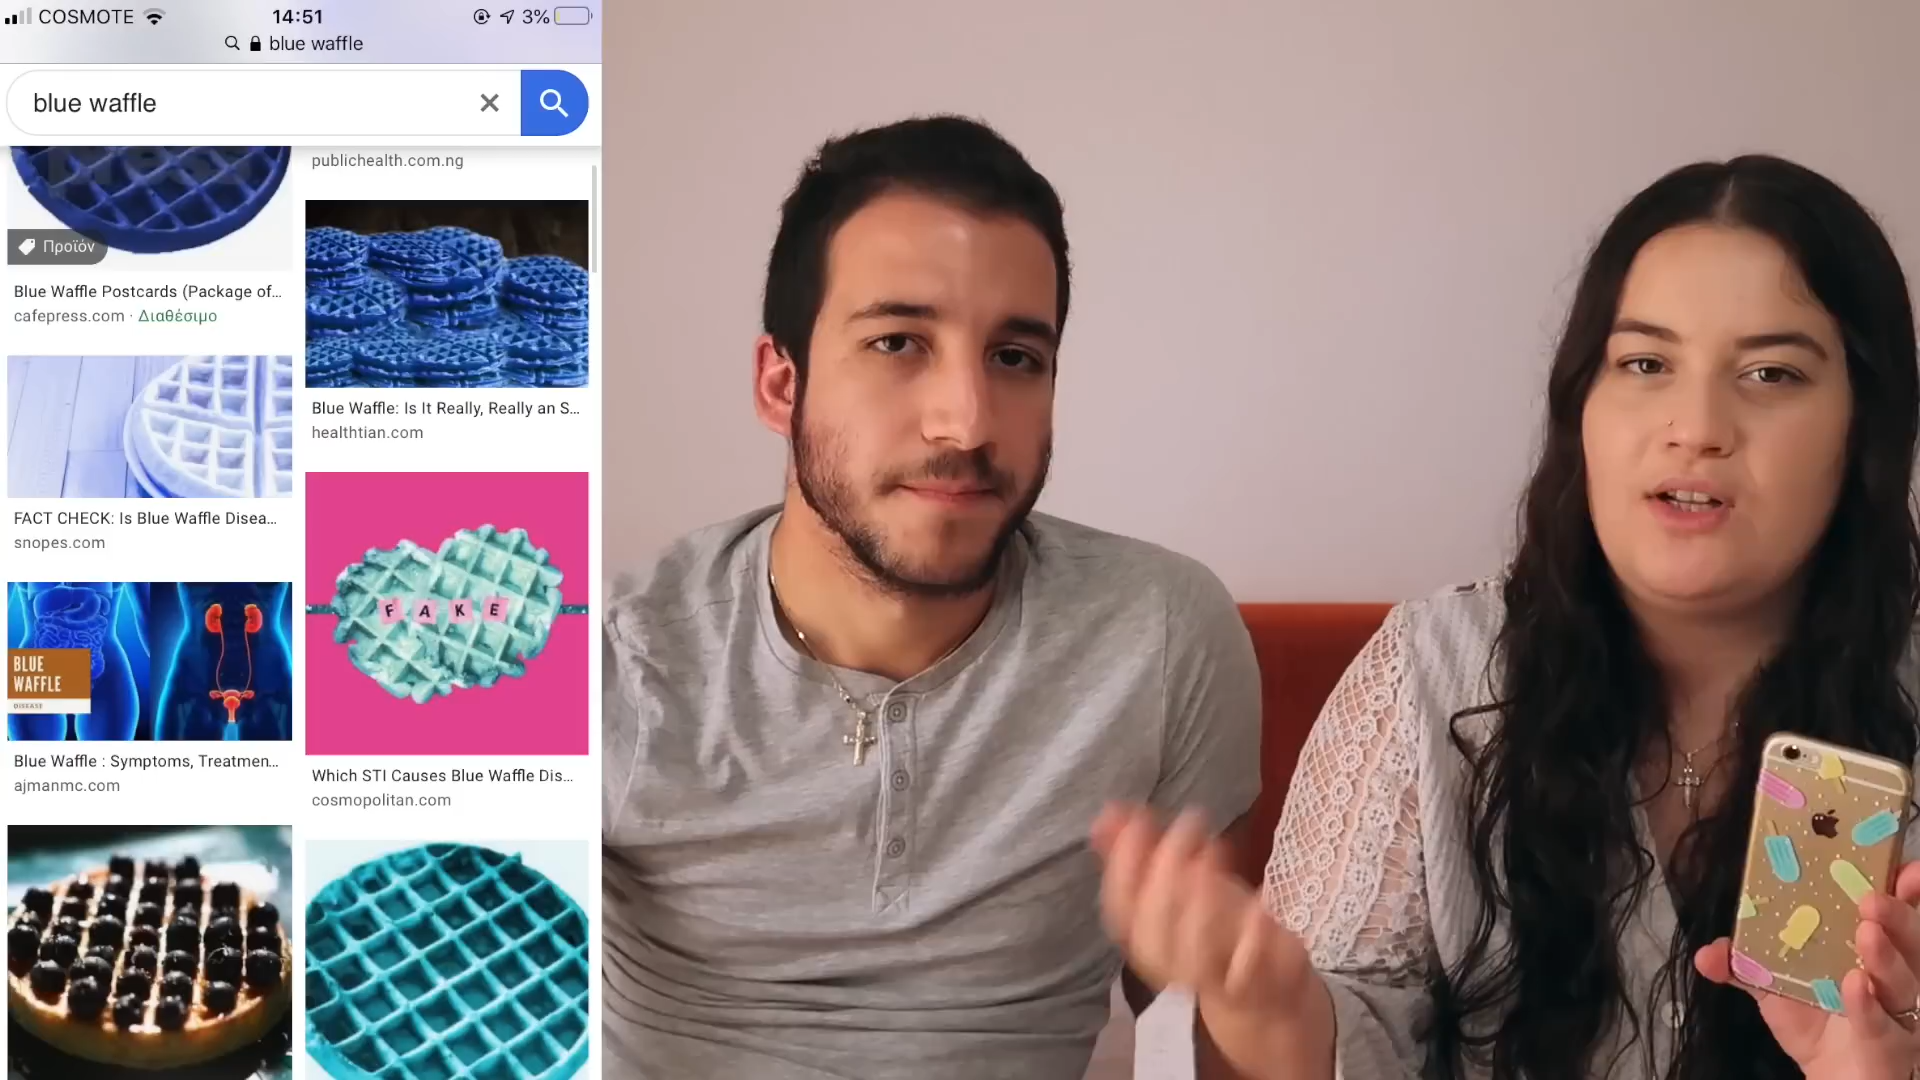 COSMOTE 14:51 3%
blue waffle
blue waffle
Προϊόν
Blue Waffle Postcards (Package of...
cafepress.com · Διαθέσιμο
FACT CHECK: Is Blue Waffle Disea...
snopes.com
BLUE
WAFFLE
DISEASE
Blue Waffle : Symptoms, Treatmen...
ajmanmc.com
publichealth.com.ng
Blue Waffle: Is It Really, Really an S...
healthtian.com
FAKE
Which STI Causes Blue Waffle Dis...
cosmopolitan.com